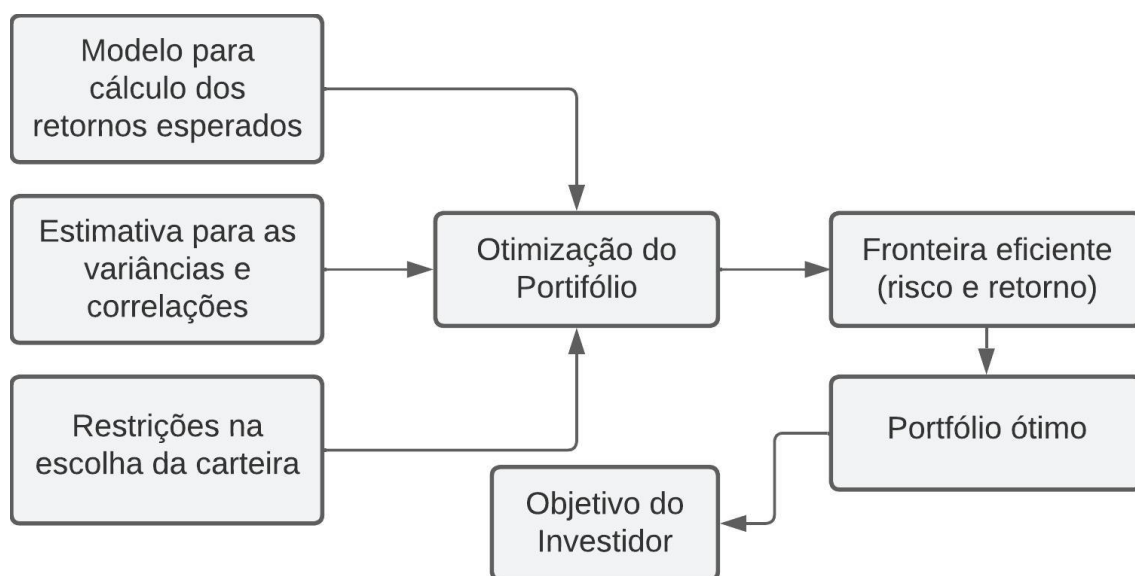 Modelo para
cálculo dos
retornos esperados
Estimativa para as
variâncias e
correlações
Restrições na
escolha da carteira
Otimização do
Portifólio
Fronteira eficiente
(risco e retorno)
Portfólio ótimo
Objetivo do
Investidor